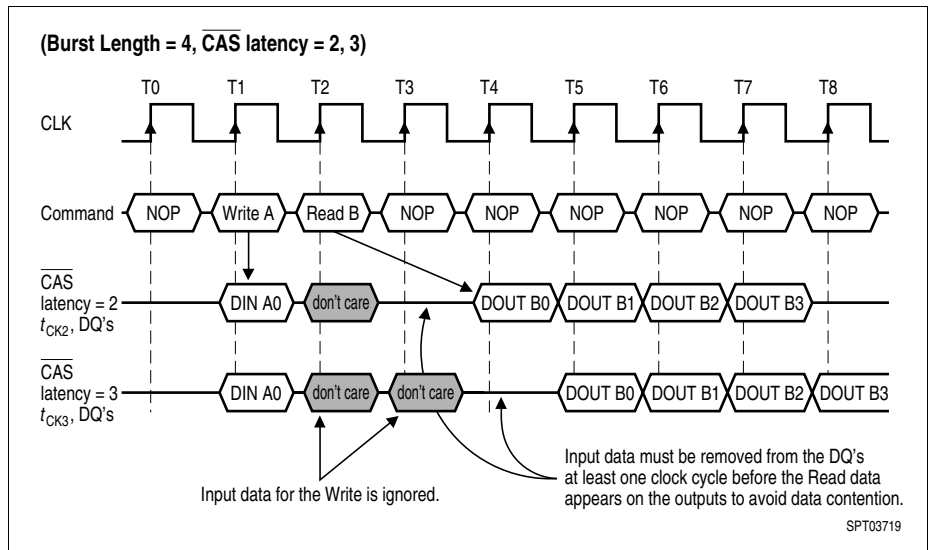 (Burst Length = 4, CAS latency = 2, 3)
T0 T1 T2 T3 T4 T5 T6 T7 T8
CLK
Command NOP Write A Read B NOP NOP NOP NOP NOP NOP
CAS
latency = 2 DIN A0 don't care DOUT B0 DOUT B1 DOUT B2 DOUT B3
tCK2, DQ's
CAS
latency = 3 DIN A0 don't care don't care DOUT B0 DOUT B1 DOUT B2 DOUT B3
tCK3, DQ's
Input data for the Write is ignored.
Input data must be removed from the DQ's
at least one clock cycle before the Read data
appears on the outputs to avoid data contention.
SPT03719